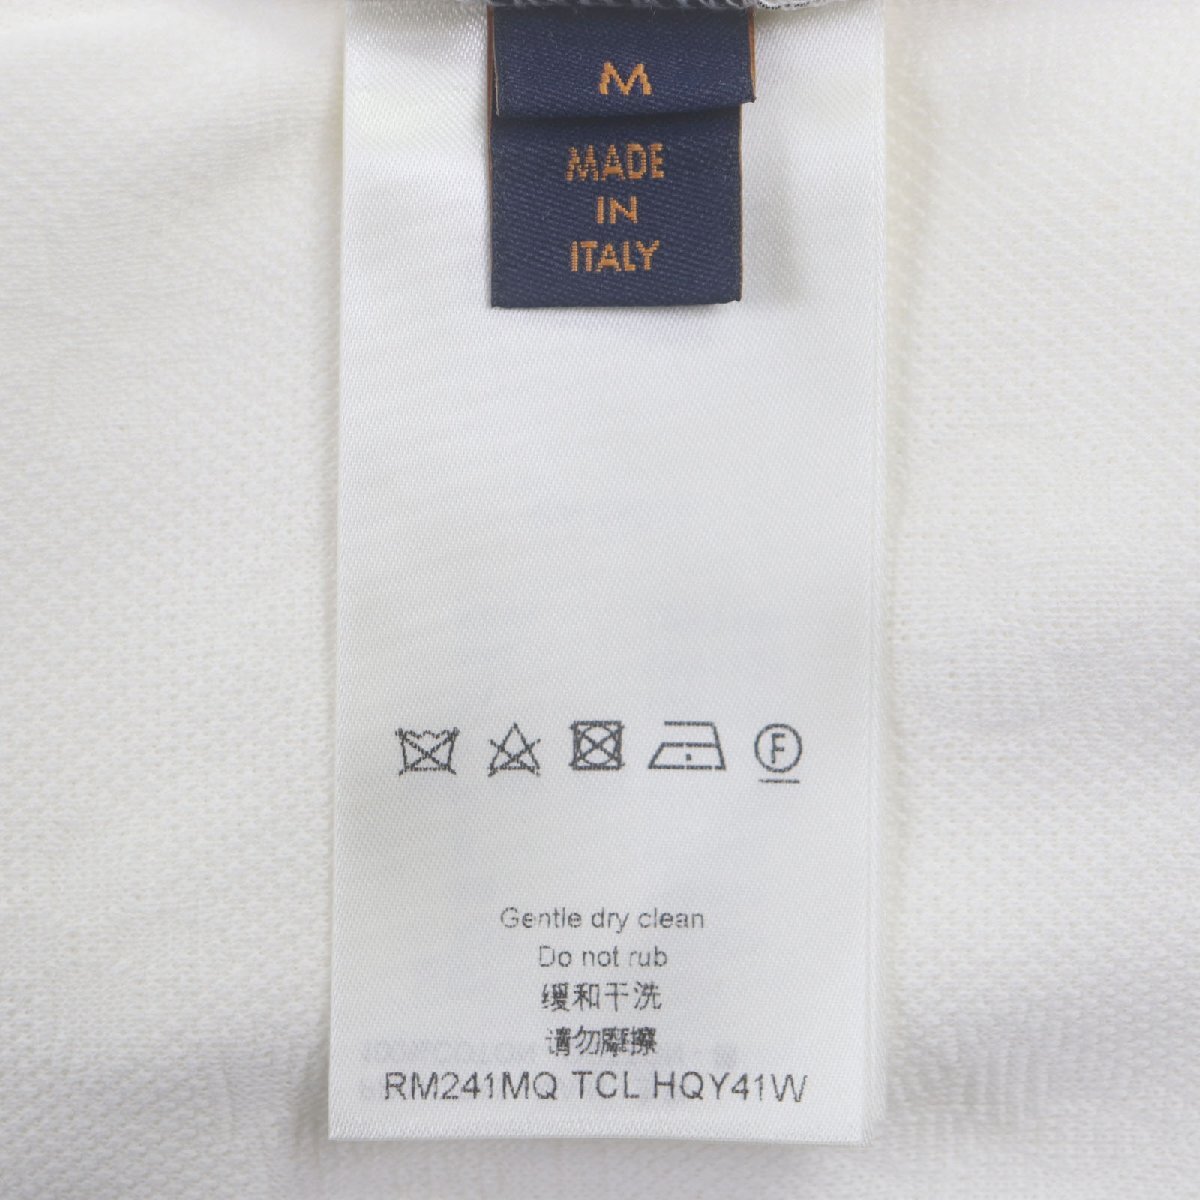 M
MADE
IN
ITALY
F
Gentle dry clean
Do not rub
缓和干洗
请勿摩擦
RM241MQ TCL HQY41W